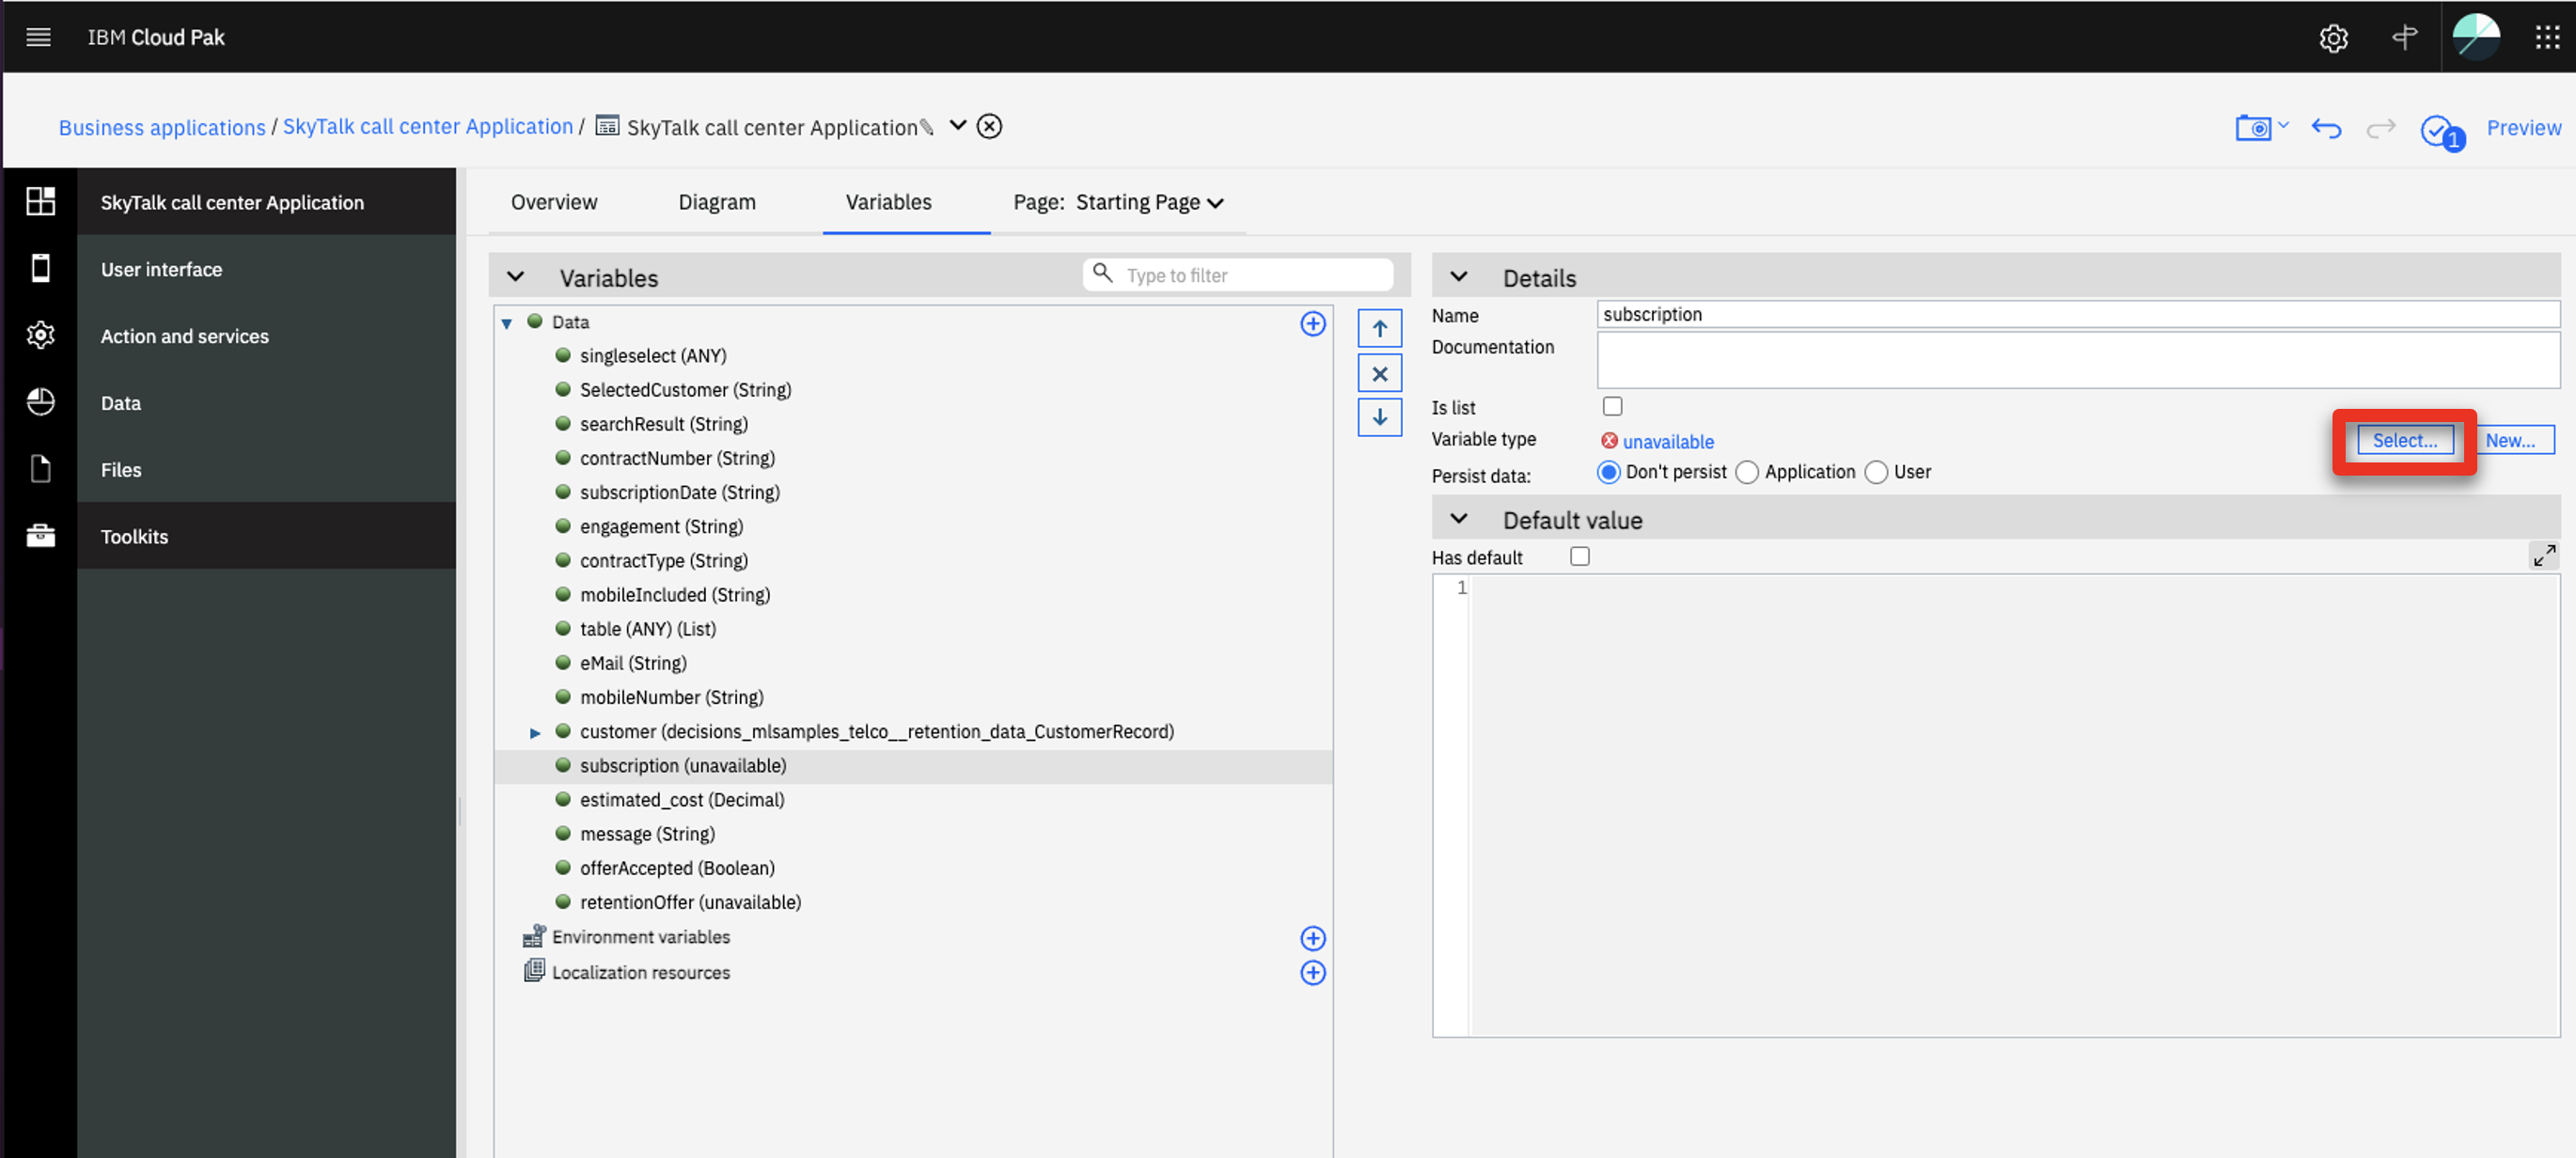 IBM Cloud Pak
Business applications / SkyTalk call center Application / SkyTalk call center Application
1
Preview
SkyTalk call center Application
User interface
Action and services
Data
Files
Toolkits
Overview Diagram Variables Page: Starting Page
Variables
Type to filter
Data
singleselect (ANY)
SelectedCustomer (String)
searchResult (String)
contractNumber (String)
subscriptionDate (String)
engagement (String)
contractType (String)
mobileIncluded (String)
table (ANY) (List)
eMail (String)
mobileNumber (String)
customer (decisions_mlsamples_telco__retention_data_CustomerRecord)
subscription (unavailable)
estimated_cost (Decimal)
message (String)
offerAccepted (Boolean)
retentionOffer (unavailable)
Environment variables
Localization resources
Details
Name subscription
Documentation
Is list
Variable type unavailable Select... New...
Persist data: Don't persist Application User
Default value
Has default
1